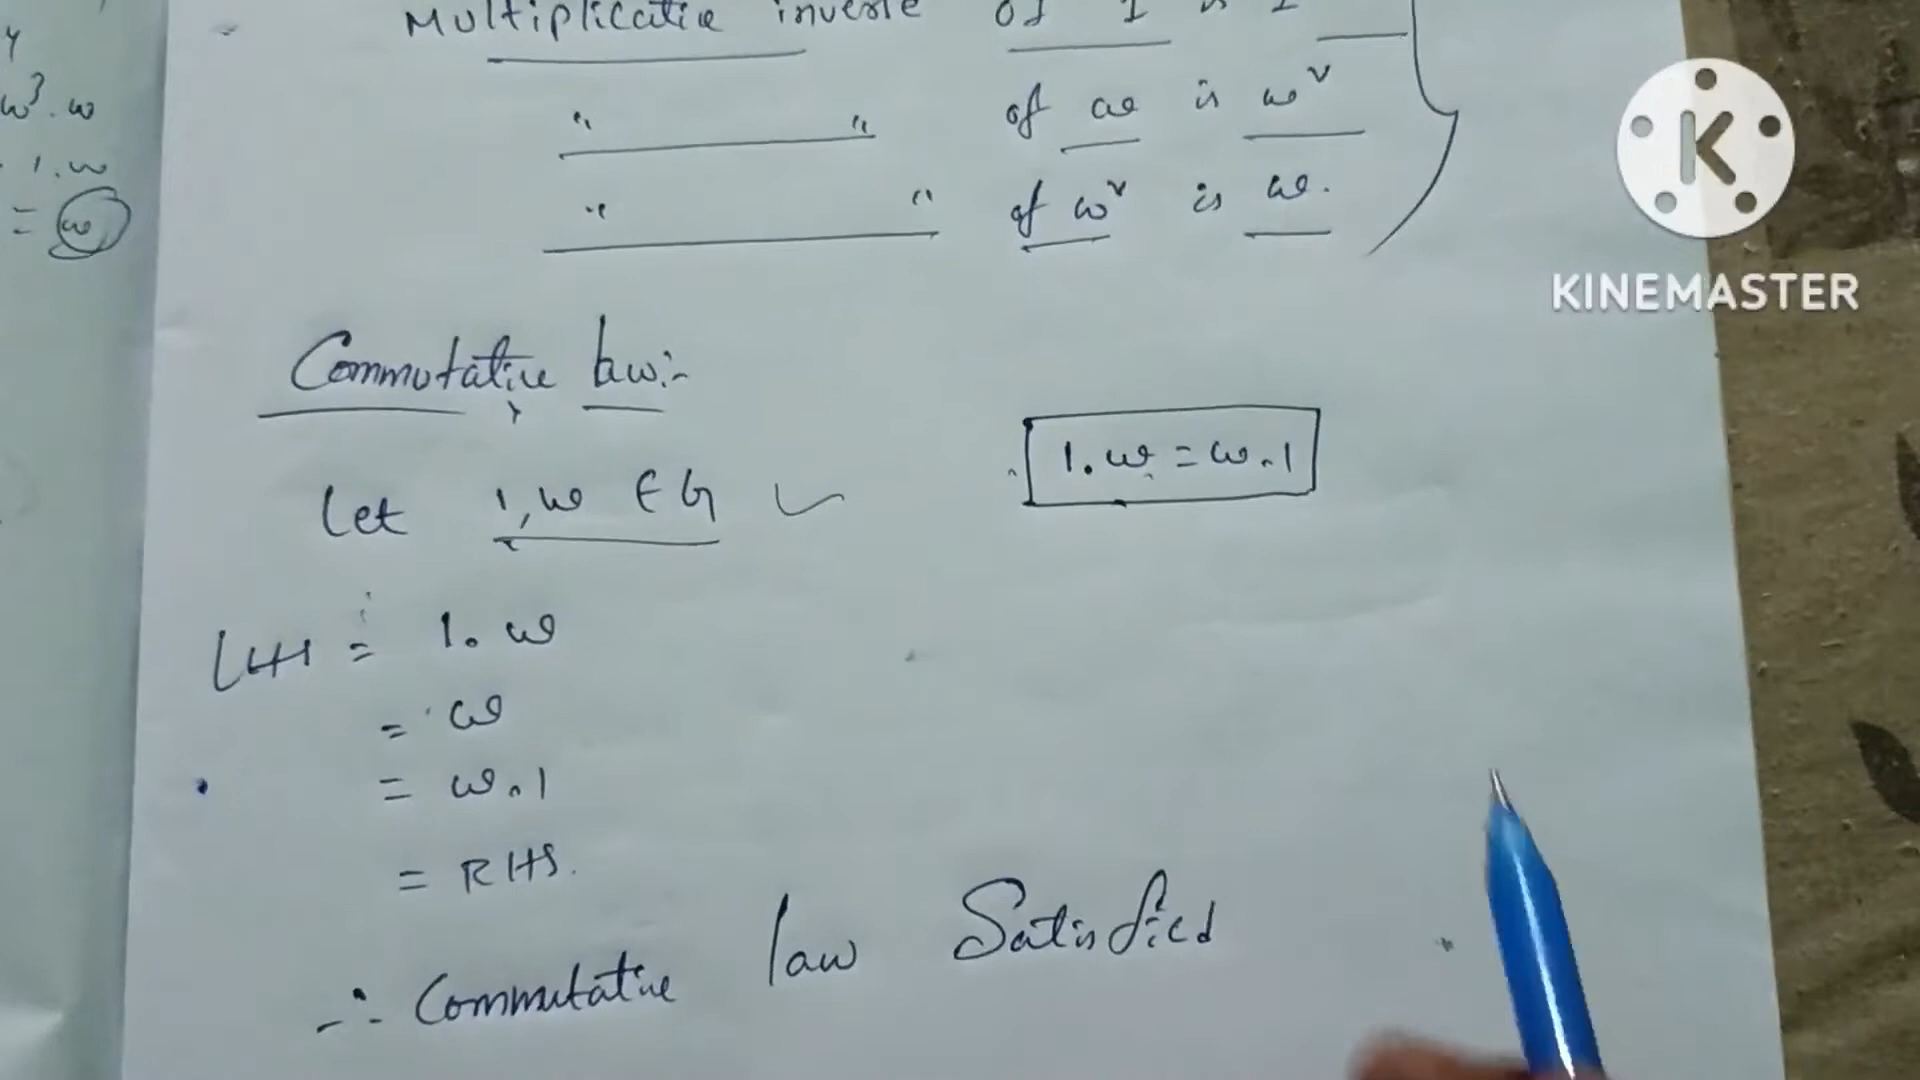 y
w³.w
1.w
= w
Multiplicative inverse of 1 is 1
" " of ω is ω²
" " of ω² is ω.
Commutative law:-
Let 1, ω ∈ G ✓
1.ω = ω.1
LHS = 1.ω
= ω
= ω.1
= RHS.
∴ Commutative law Satisfied
K
KINEMASTER